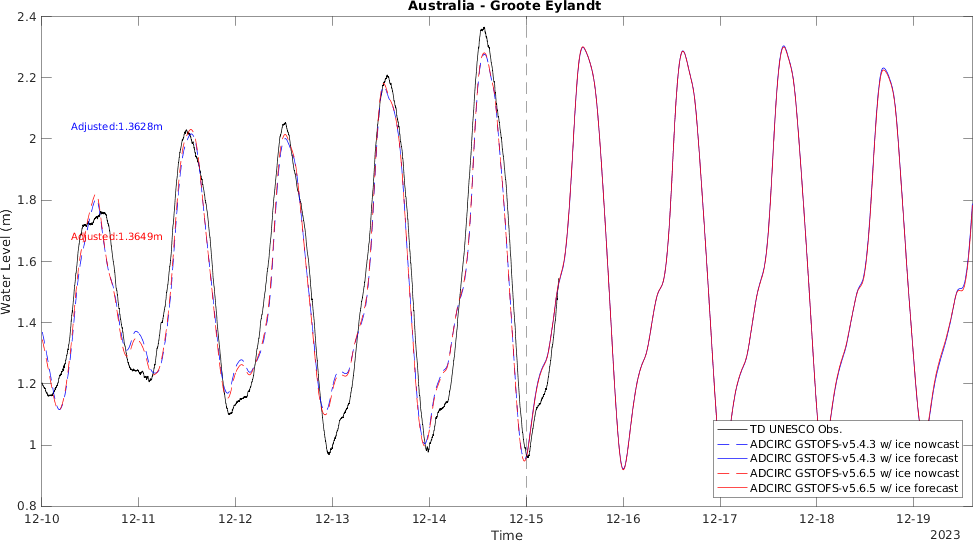 Australia - Groote Eylandt
2.4
2.2
2
1.8
1.6
1.4
1.2
1
0.8
Water Level (m)
Adjusted:1.3628m
Adjusted:1.3649m
TD UNESCO Obs.
ADCIRC GSTOFS-v5.4.3 w/ ice nowcast
ADCIRC GSTOFS-v5.4.3 w/ ice forecast
ADCIRC GSTOFS-v5.6.5 w/ ice nowcast
ADCIRC GSTOFS-v5.6.5 w/ ice forecast
12-10 12-11 12-12 12-13 12-14 12-15 12-16 12-17 12-18 12-19
Time
2023